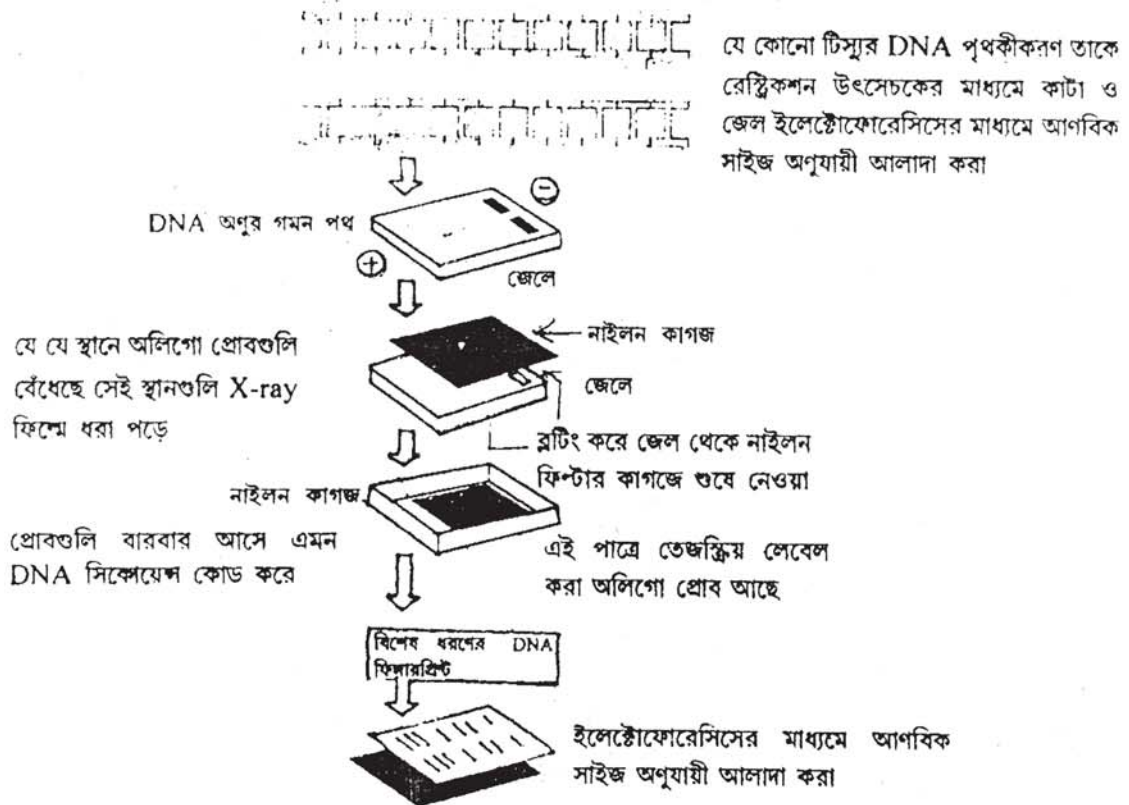 যে কোনো টিস্যুর DNA পৃথকীকরণ তাকে
রেস্ট্রিকশন উৎসেচকের মাধ্যমে কাটা ও
জেল ইলেক্টোফোরেসিসের মাধ্যমে আণবিক
সাইজ অণুযায়ী আলাদা করা
−
DNA অণুর গমন পথ
+
জেলে
নাইলন কাগজ
যে যে স্থানে অলিগো প্রোবগুলি
বেঁধেছে সেই স্থানগুলি X-ray
ফিল্মে ধরা পড়ে
জেলে
ব্লটিং করে জেল থেকে নাইলন
ফিল্টার কাগজে শুষে নেওয়া
নাইলন কাগজ
প্রোবগুলি বারবার আসে এমন
DNA সিকোয়েন্স কোড করে
এই পাত্রে তেজস্ক্রিয় লেবেল
করা অলিগো প্রোব আছে
বিশেষ ধরণের DNA
ফিঙ্গারপ্রিন্ট
ইলেক্টোফোরেসিসের মাধ্যমে আণবিক
সাইজ অণুযায়ী আলাদা করা